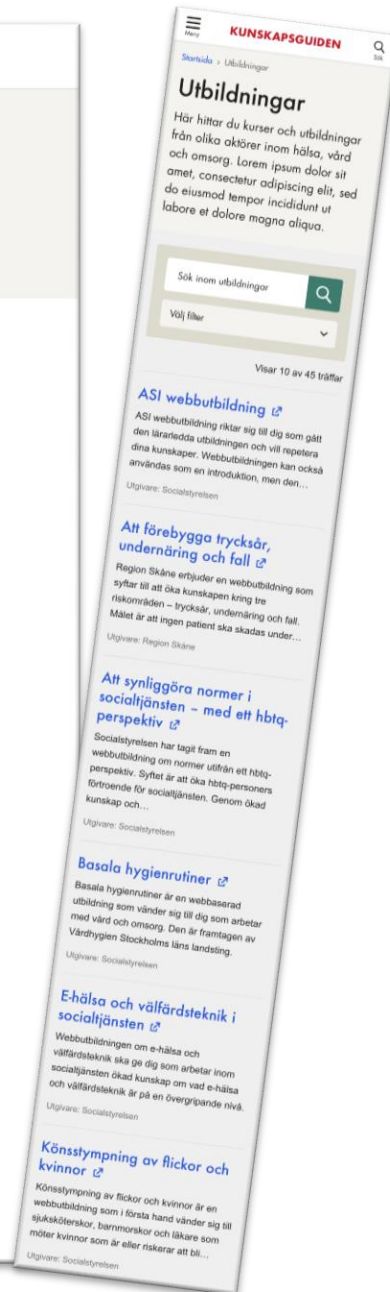 Meny
KUNSKAPSGUIDEN
Sök
Startsida › Utbildningar
Utbildningar
Här hittar du kurser och utbildningar
från olika aktörer inom hälsa, vård
och omsorg. Lorem ipsum dolor sit
amet, consectetur adipiscing elit, sed
do eiusmod tempor incididunt ut
labore et dolore magna aliqua.
Sök inom utbildningar
Välj filter
Visar 10 av 45 träffar
ASI webbutbildning
ASI webbutbildning riktar sig till dig som gått
den lärarledda utbildningen och vill repetera
dina kunskaper. Webbutbildningen kan också
användas som en introduktion, men den…
Utgivare: Socialstyrelsen
Att förebygga trycksår,
undernäring och fall
Region Skåne erbjuder en webbutbildning som
syftar till att öka kunskapen kring tre
riskområden – trycksår, undernäring och fall.
Målet är att ingen patient ska skadas under…
Utgivare: Region Skåne
Att synliggöra normer i
socialtjänsten – med ett hbtq-
perspektiv
Socialstyrelsen har tagit fram en
webbutbildning om normer utifrån ett hbtq-
perspektiv. Syftet är att öka hbtq-personers
förtroende för socialtjänsten. Genom ökad
kunskap och…
Utgivare: Socialstyrelsen
Basala hygienrutiner
Basala hygienrutiner är en webbaserad
utbildning som vänder sig till dig som arbetar
med vård och omsorg. Den är framtagen av
Vårdhygien Stockholms läns landsting.
Utgivare: Socialstyrelsen
E-hälsa och välfärdsteknik i
socialtjänsten
Webbutbildningen om e-hälsa och
välfärdsteknik ska ge dig som arbetar inom
socialtjänsten ökad kunskap om vad e-hälsa
och välfärdsteknik är på en övergripande nivå.
Utgivare: Socialstyrelsen
Könsstympning av flickor och
kvinnor
Könsstympning av flickor och kvinnor är en
webbutbildning som i första hand vänder sig till
sjuksköterskor, barnmorskor och läkare som
möter kvinnor som är eller riskerar att bli…
Utgivare: Socialstyrelsen